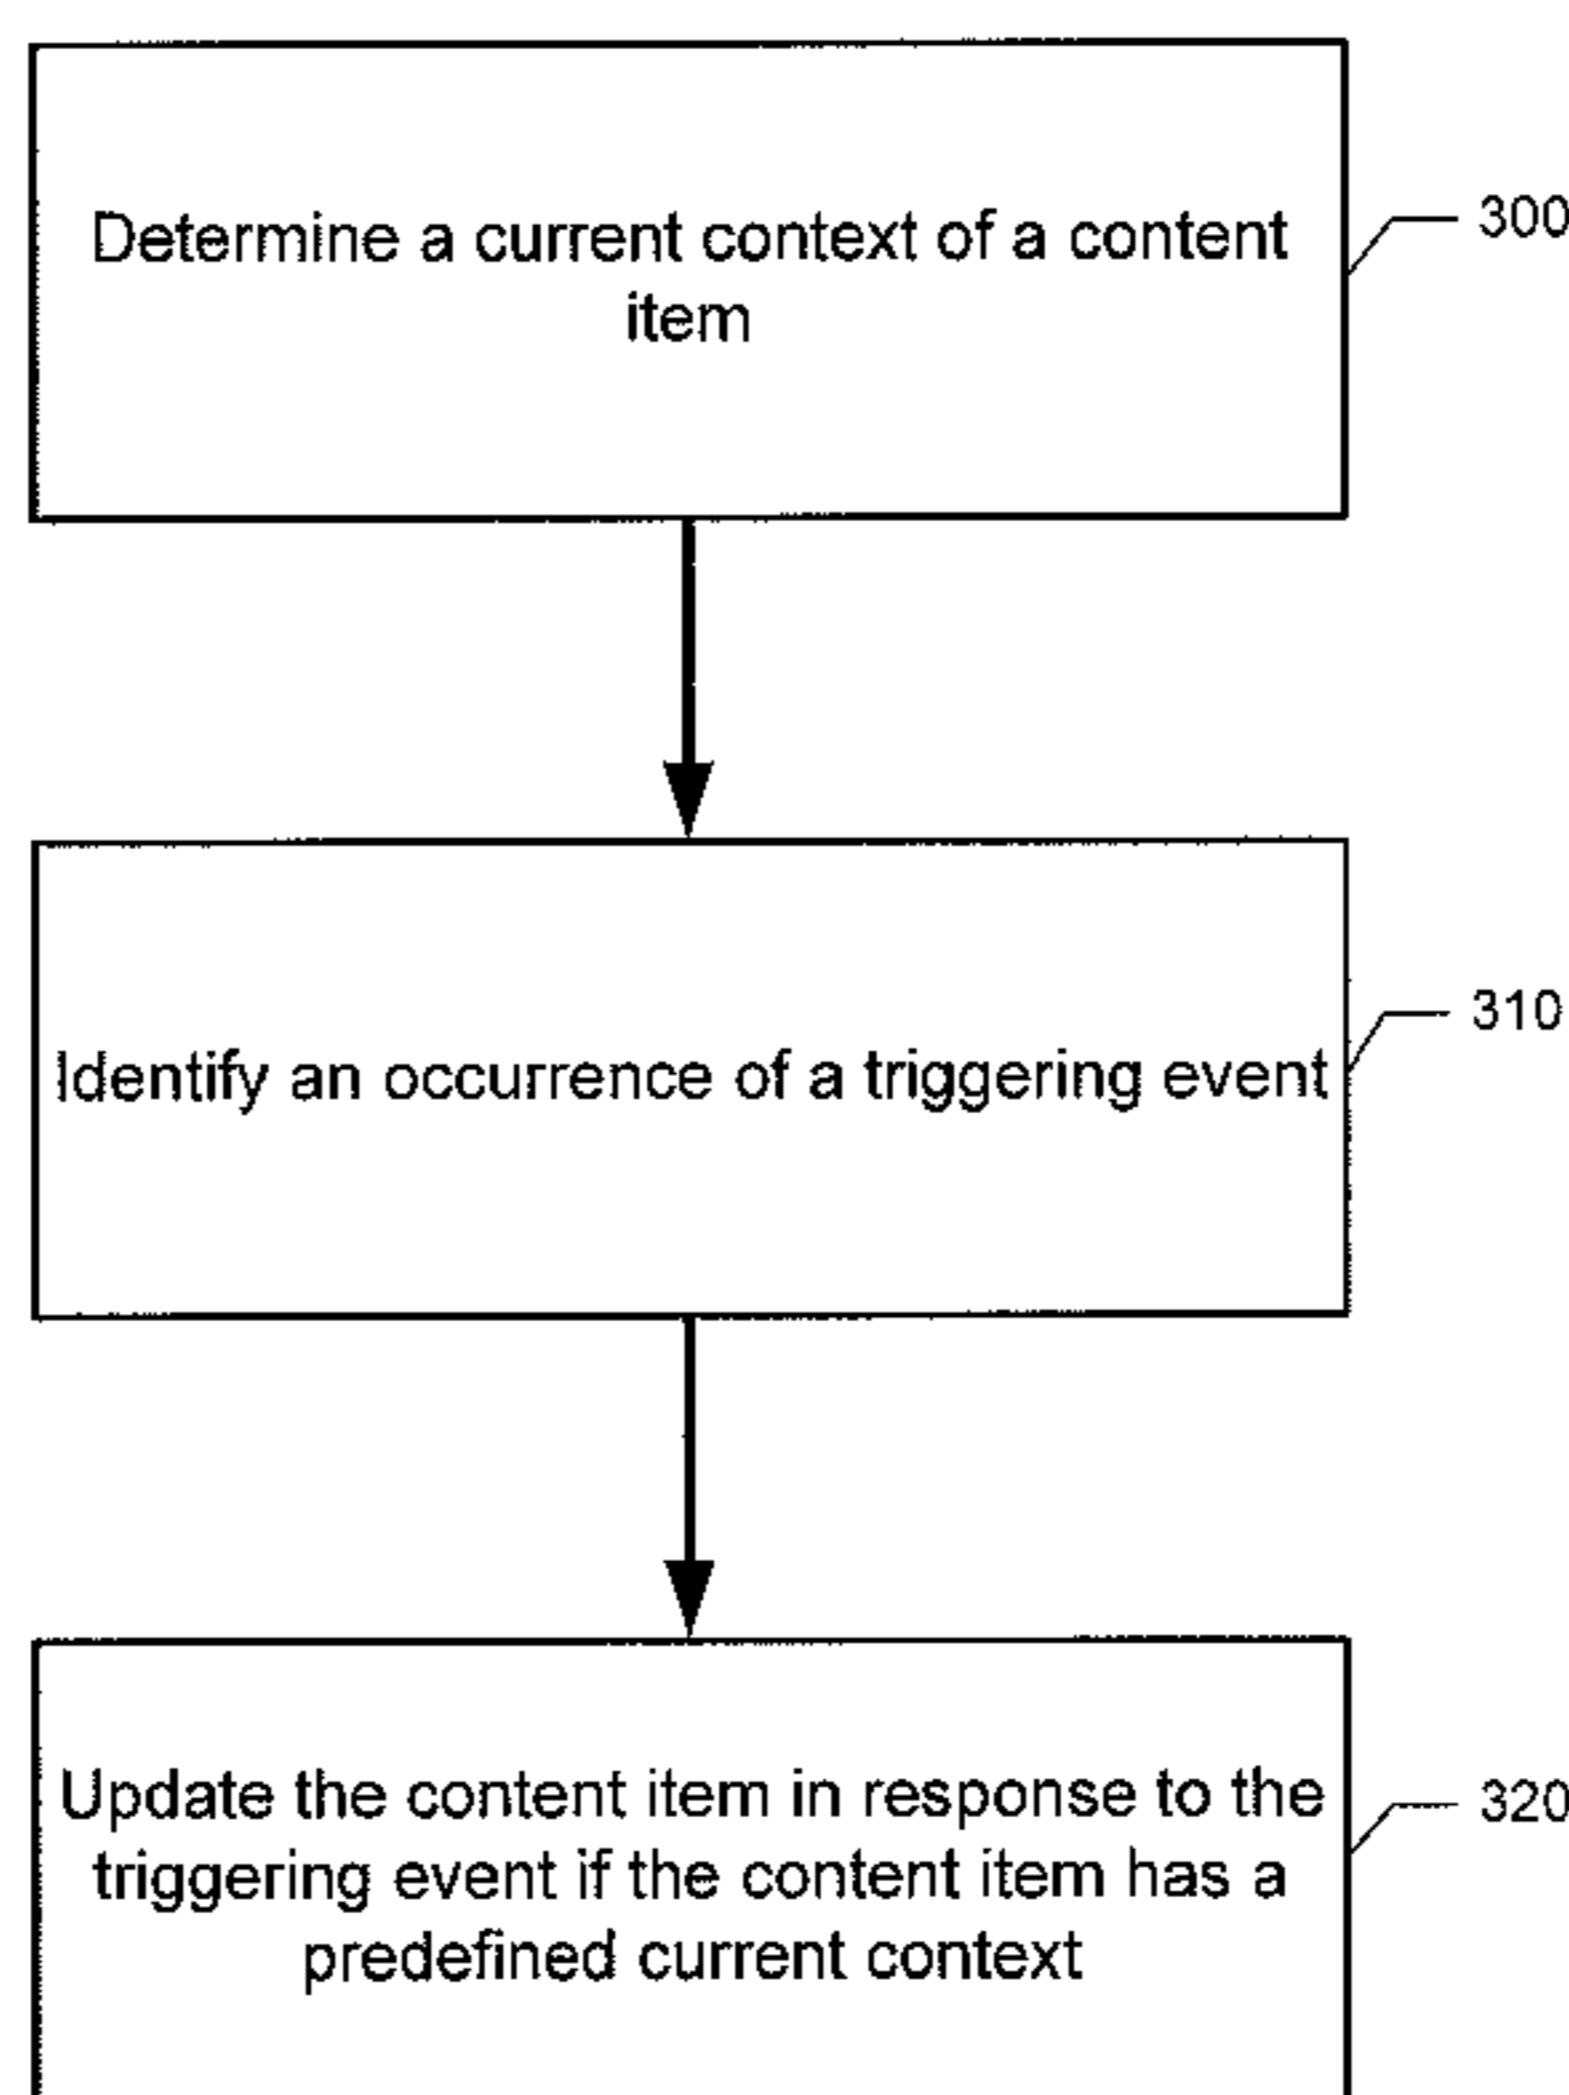 Determine a current context of a content
item
300
Identify an occurrence of a triggering event
310
Update the content item in response to the
triggering event if the content item has a
predefined current context
320